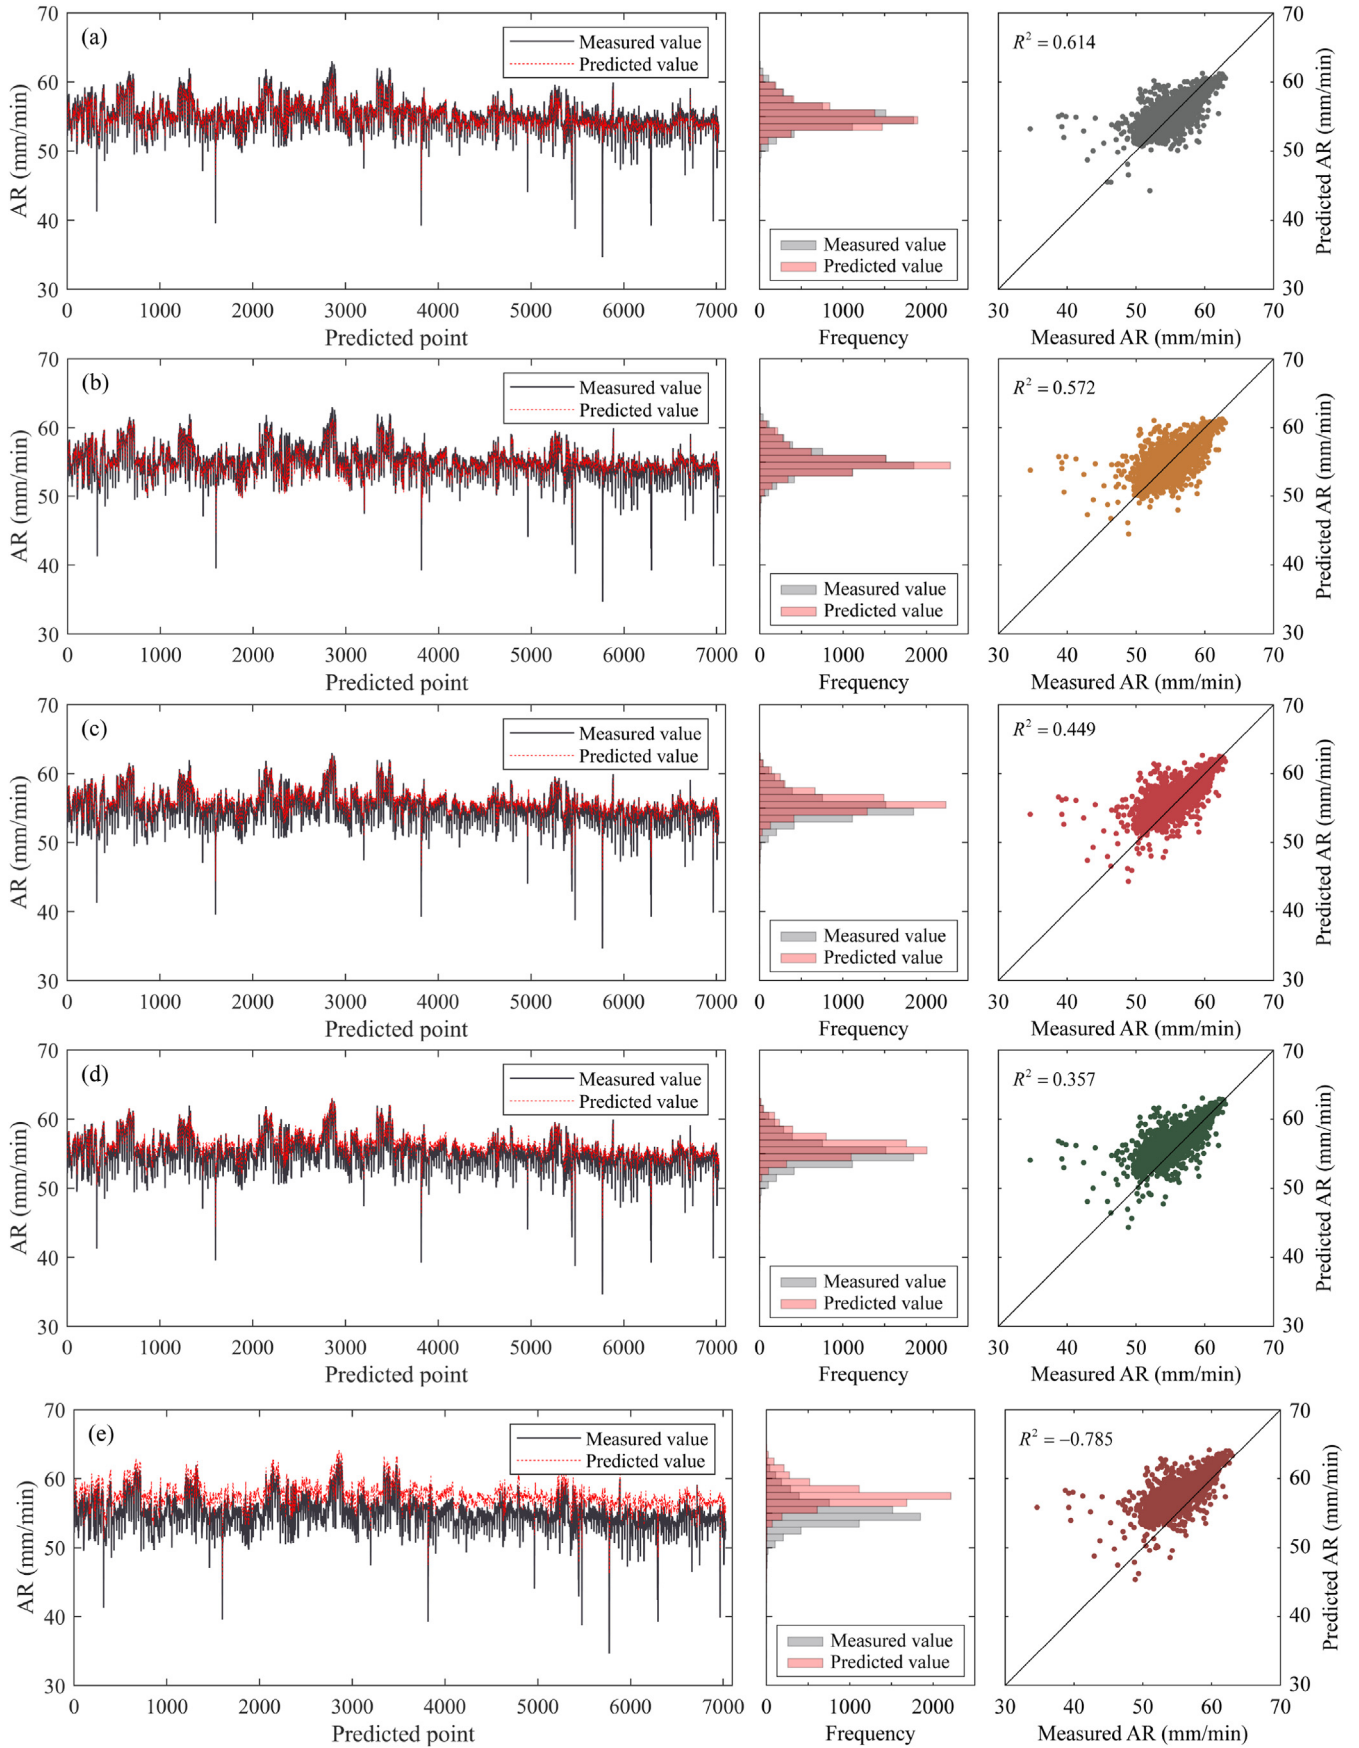 (a)
Measured value
Predicted value
70
60
50
40
30
AR (mm/min)
0 1000 2000 3000 4000 5000 6000 7000
Predicted point
Measured value
Predicted value
0 1000 2000
Frequency
R² = 0.614
70
60
50
40
30
Predicted AR (mm/min)
30 40 50 60 70
Measured AR (mm/min)
(b)
Measured value
Predicted value
70
60
50
40
30
AR (mm/min)
0 1000 2000 3000 4000 5000 6000 7000
Predicted point
Measured value
Predicted value
0 1000 2000
Frequency
R² = 0.572
70
60
50
40
30
Predicted AR (mm/min)
30 40 50 60 70
Measured AR (mm/min)
(c)
Measured value
Predicted value
70
60
50
40
30
AR (mm/min)
0 1000 2000 3000 4000 5000 6000 7000
Predicted point
Measured value
Predicted value
0 1000 2000
Frequency
R² = 0.449
70
60
50
40
30
Predicted AR (mm/min)
30 40 50 60 70
Measured AR (mm/min)
(d)
Measured value
Predicted value
70
60
50
40
30
AR (mm/min)
0 1000 2000 3000 4000 5000 6000 7000
Predicted point
Measured value
Predicted value
0 1000 2000
Frequency
R² = 0.357
70
60
50
40
30
Predicted AR (mm/min)
30 40 50 60 70
Measured AR (mm/min)
(e)
Measured value
Predicted value
70
60
50
40
30
AR (mm/min)
0 1000 2000 3000 4000 5000 6000 7000
Predicted point
Measured value
Predicted value
0 1000 2000
Frequency
R² = −0.785
70
60
50
40
30
Predicted AR (mm/min)
30 40 50 60 70
Measured AR (mm/min)